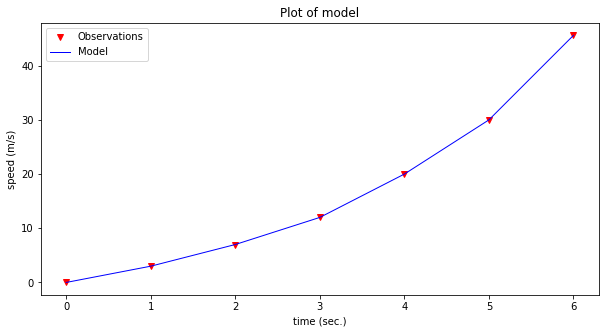 Plot of model
Observations
Model
speed (m/s)
40
30
20
10
0
0 1 2 3 4 5 6
time (sec.)